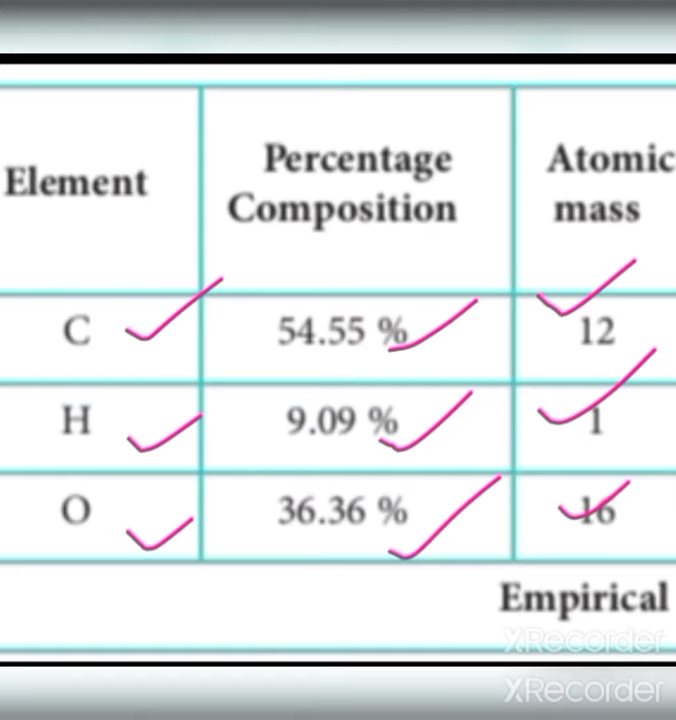 Element
Percentage
Composition
Atomic
mass
C 54.55 % 12
H 9.09 % 1
O 36.36 % 16
Empirical
XRecorder
XRecorder